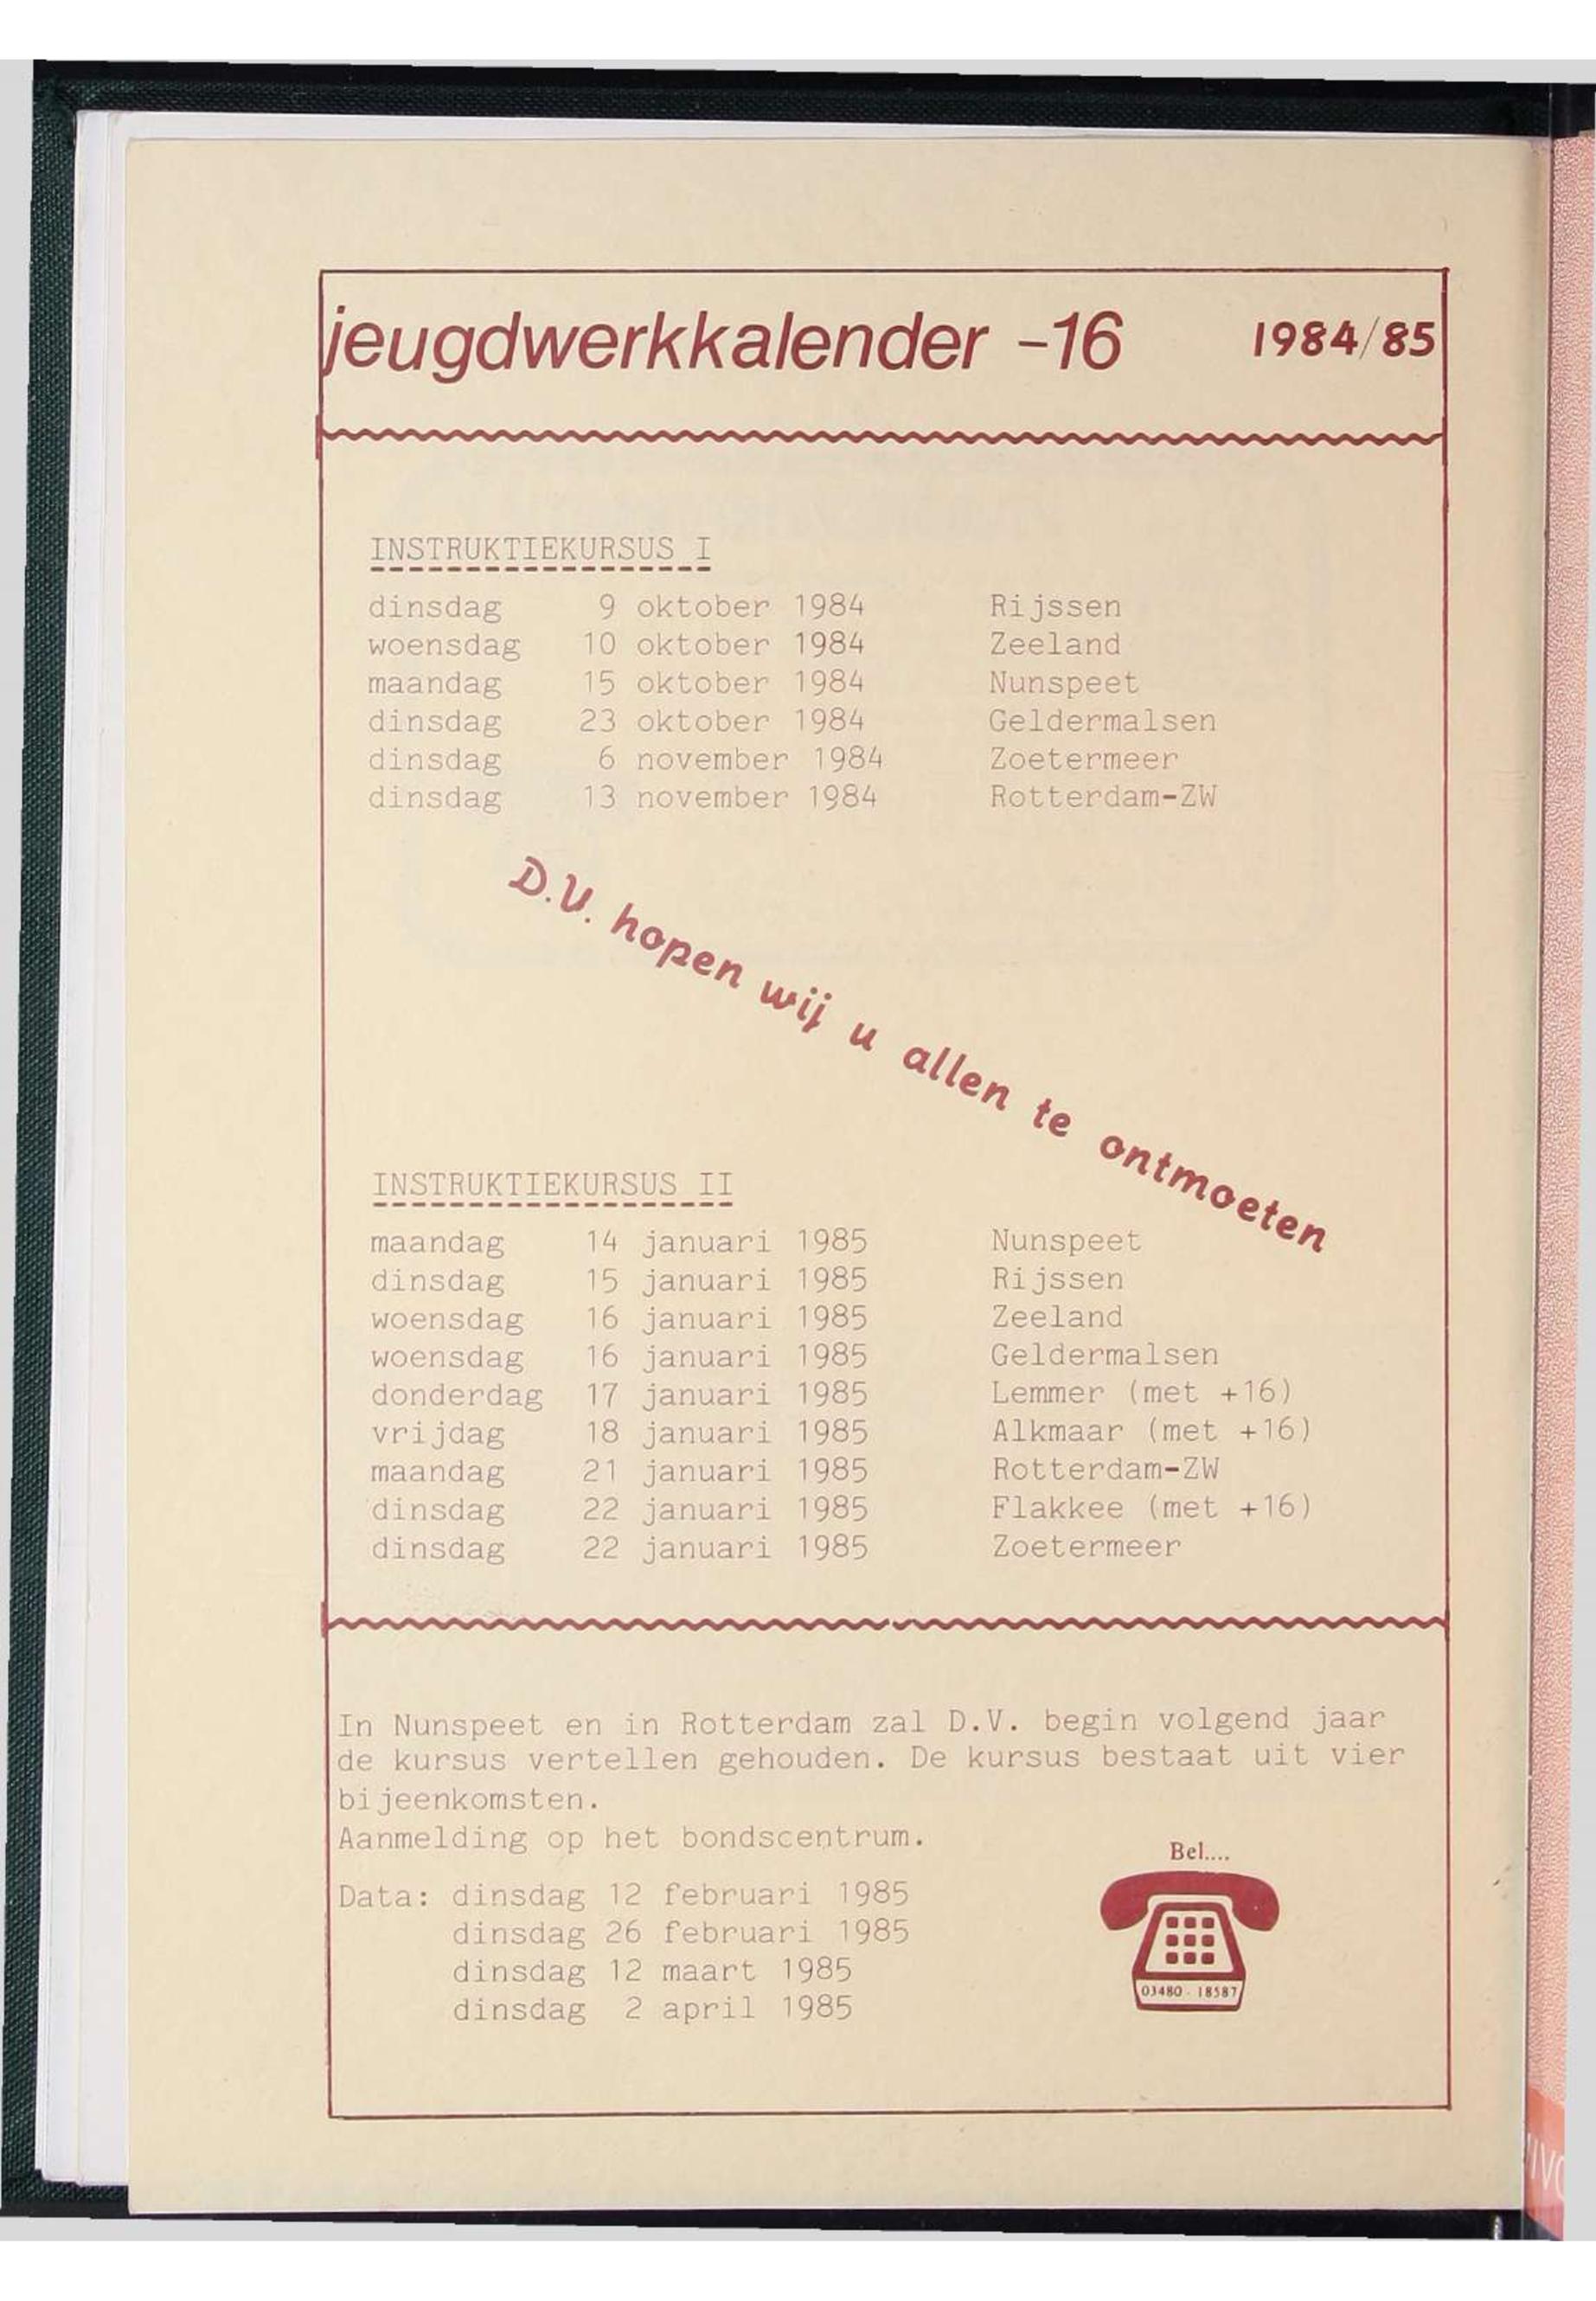 jeugdwerkkalender -16 1984/85
INSTRUKTIEKURSUS I
dinsdag 9 oktober 1984 Rijssen
woensdag 10 oktober 1984 Zeeland
maandag 15 oktober 1984 Nunspeet
dinsdag 23 oktober 1984 Geldermalsen
dinsdag 6 november 1984 Zoetermeer
dinsdag 13 november 1984 Rotterdam-ZW
D.V. hopen wij u allen te ontmoeten
INSTRUKTIEKURSUS II
maandag 14 januari 1985 Nunspeet
dinsdag 15 januari 1985 Rijssen
woensdag 16 januari 1985 Zeeland
woensdag 16 januari 1985 Geldermalsen
donderdag 17 januari 1985 Lemmer (met +16)
vrijdag 18 januari 1985 Alkmaar (met +16)
maandag 21 januari 1985 Rotterdam-ZW
dinsdag 22 januari 1985 Flakkee (met +16)
dinsdag 22 januari 1985 Zoetermeer
In Nunspeet en in Rotterdam zal D.V. begin volgend jaar
de kursus vertellen gehouden. De kursus bestaat uit vier
bijeenkomsten.
Aanmelding op het bondscentrum.
Data: dinsdag 12 februari 1985
dinsdag 26 februari 1985
dinsdag 12 maart 1985
dinsdag 2 april 1985
Bel....
03480 - 18587